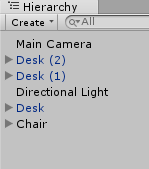 Hierarchy
Create All
Main Camera
Desk (2)
Desk (1)
Directional Light
Desk
Chair